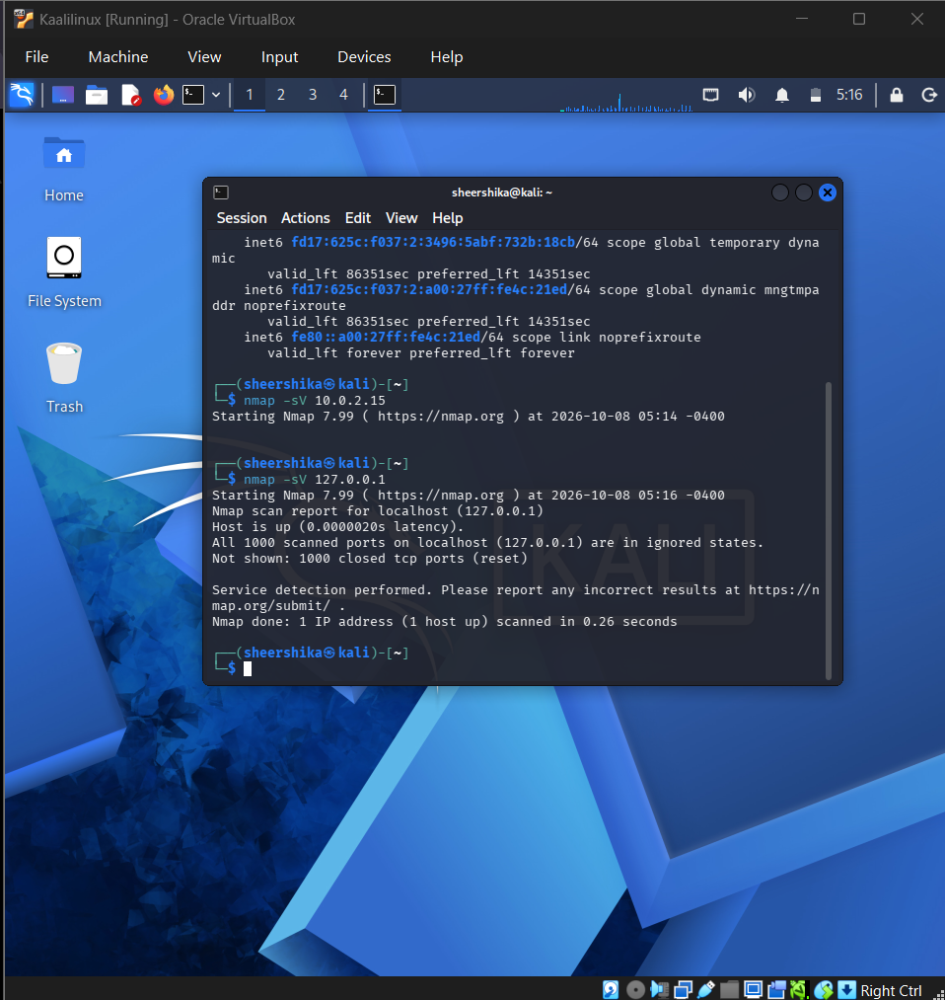 Kaalilinux [Running] - Oracle VirtualBox
File Machine View Input Devices Help
1 2 3 4 5:16
Home
File System
Trash
sheershika@kali: ~
Session Actions Edit View Help
inet6 fd17:625c:f037:2:3496:5abf:732b:18cb/64 scope global temporary dyna
mic
valid_lft 86351sec preferred_lft 14351sec
inet6 fd17:625c:f037:2:a00:27ff:fe4c:21ed/64 scope global dynamic mngtmpa
ddr noprefixroute
valid_lft 86351sec preferred_lft 14351sec
inet6 fe80::a00:27ff:fe4c:21ed/64 scope link noprefixroute
valid_lft forever preferred_lft forever
┌──(sheershika㉿kali)-[~]
└─$ nmap -sV 10.0.2.15
Starting Nmap 7.99 ( https://nmap.org ) at 2026-10-08 05:14 -0400
┌──(sheershika㉿kali)-[~]
└─$ nmap -sV 127.0.0.1
Starting Nmap 7.99 ( https://nmap.org ) at 2026-10-08 05:16 -0400
Nmap scan report for localhost (127.0.0.1)
Host is up (0.0000020s latency).
All 1000 scanned ports on localhost (127.0.0.1) are in ignored states.
Not shown: 1000 closed tcp ports (reset)
Service detection performed. Please report any incorrect results at https://n
map.org/submit/ .
Nmap done: 1 IP address (1 host up) scanned in 0.26 seconds
┌──(sheershika㉿kali)-[~]
└─$
KALI
Right Ctrl